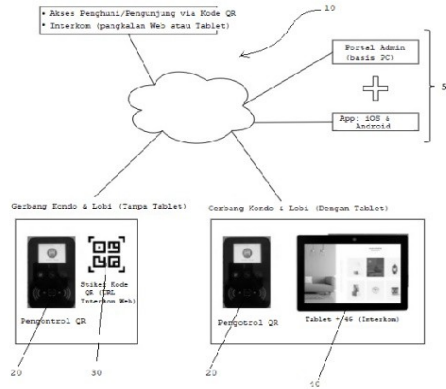 • Akses Penghuni/Pengunjung via Kode QR
• Interkom (pangkalan Web atau Tablet)
10
Portal Admin
(basis PC)
5
App: iOS &
Android
Gerbang Kondo & Lobi (Tanpa Tablet)
Gerbang Kondo & Lobi (Dengan Tablet)
Stiker Kode
QR (URL
Interkom Web)
Pengontrol QR
Pengotrol QR
Tablet + 4G (Interkom)
20
30
20